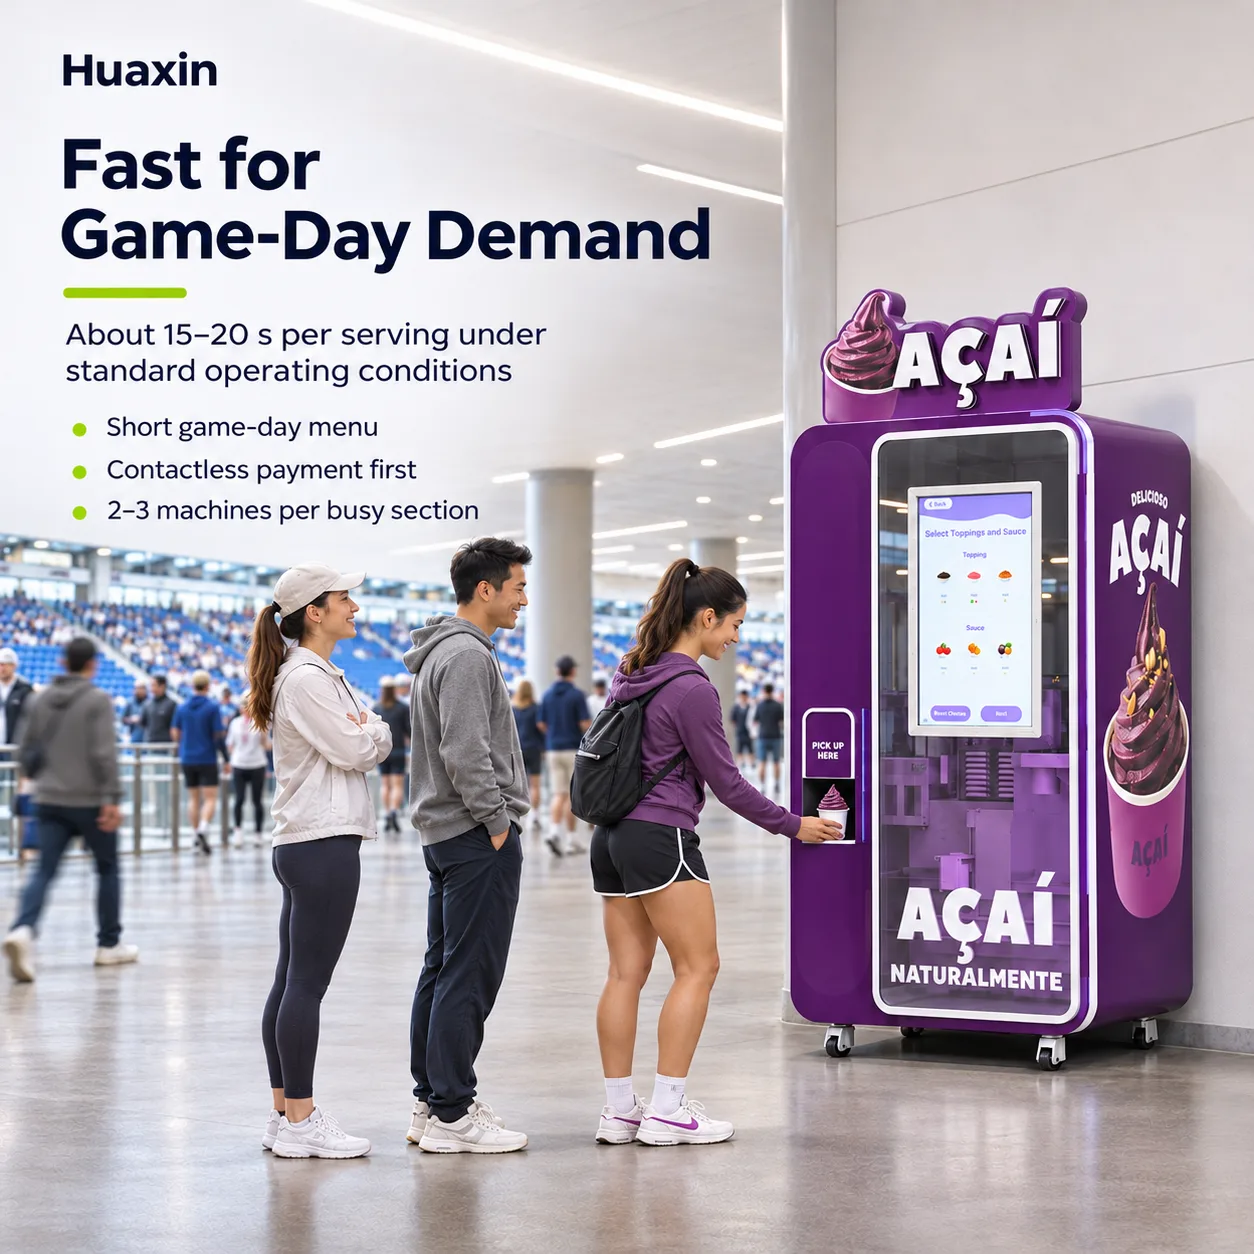 Huaxin
Fast for
Game-Day Demand
About 15–20 s per serving under
standard operating conditions
Short game-day menu
Contactless payment first
2–3 machines per busy section
AÇAÍ
Back
Select Toppings and Sauce
Topping
Sauce
Next
PICK UP
HERE
AÇAÍ
NATURALMENTE
DELICIOSO
AÇAÍ
AÇAÍ